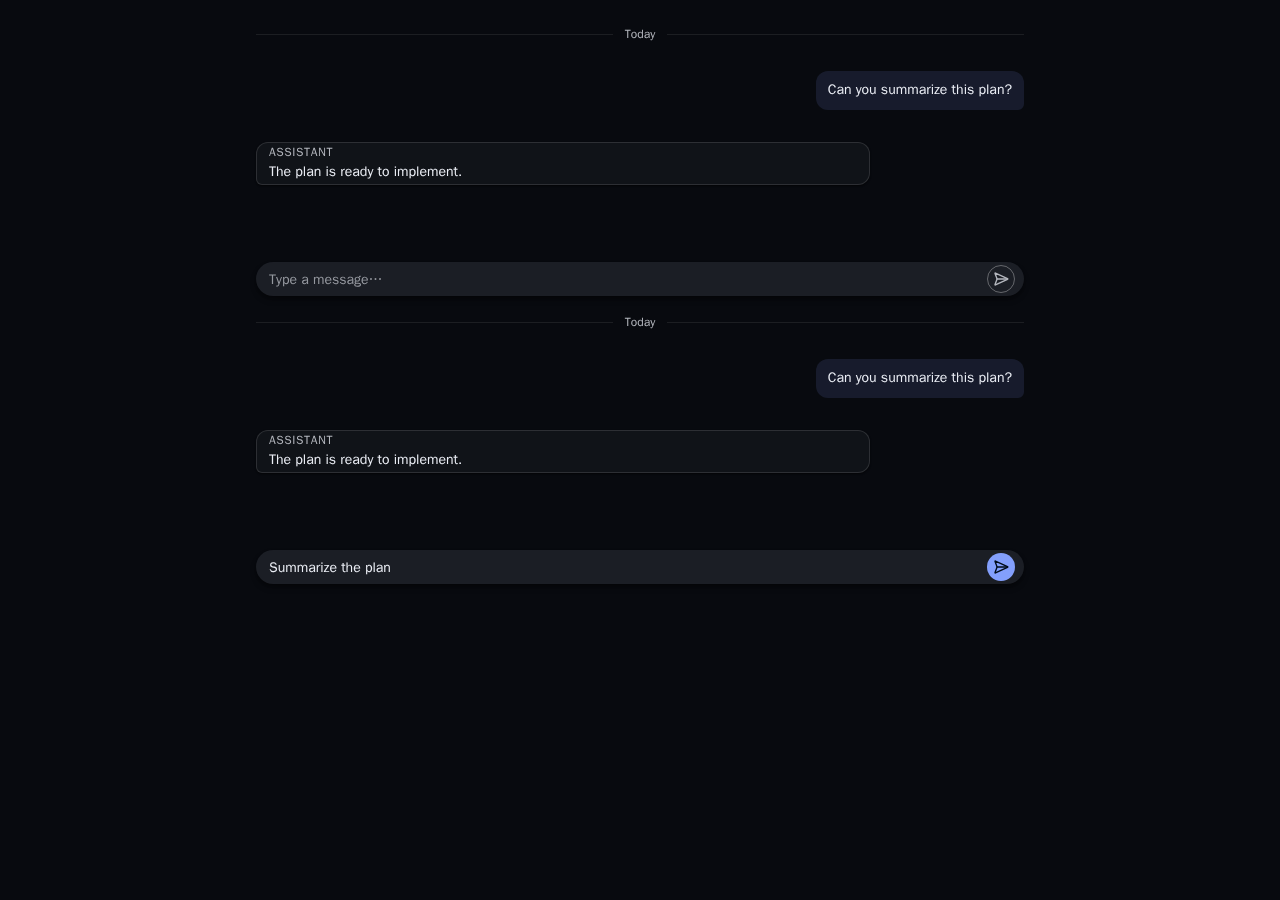 Today
Can you summarize this plan?
ASSISTANT
The plan is ready to implement.
Type a message⋯
Today
Can you summarize this plan?
ASSISTANT
The plan is ready to implement.
Summarize the plan